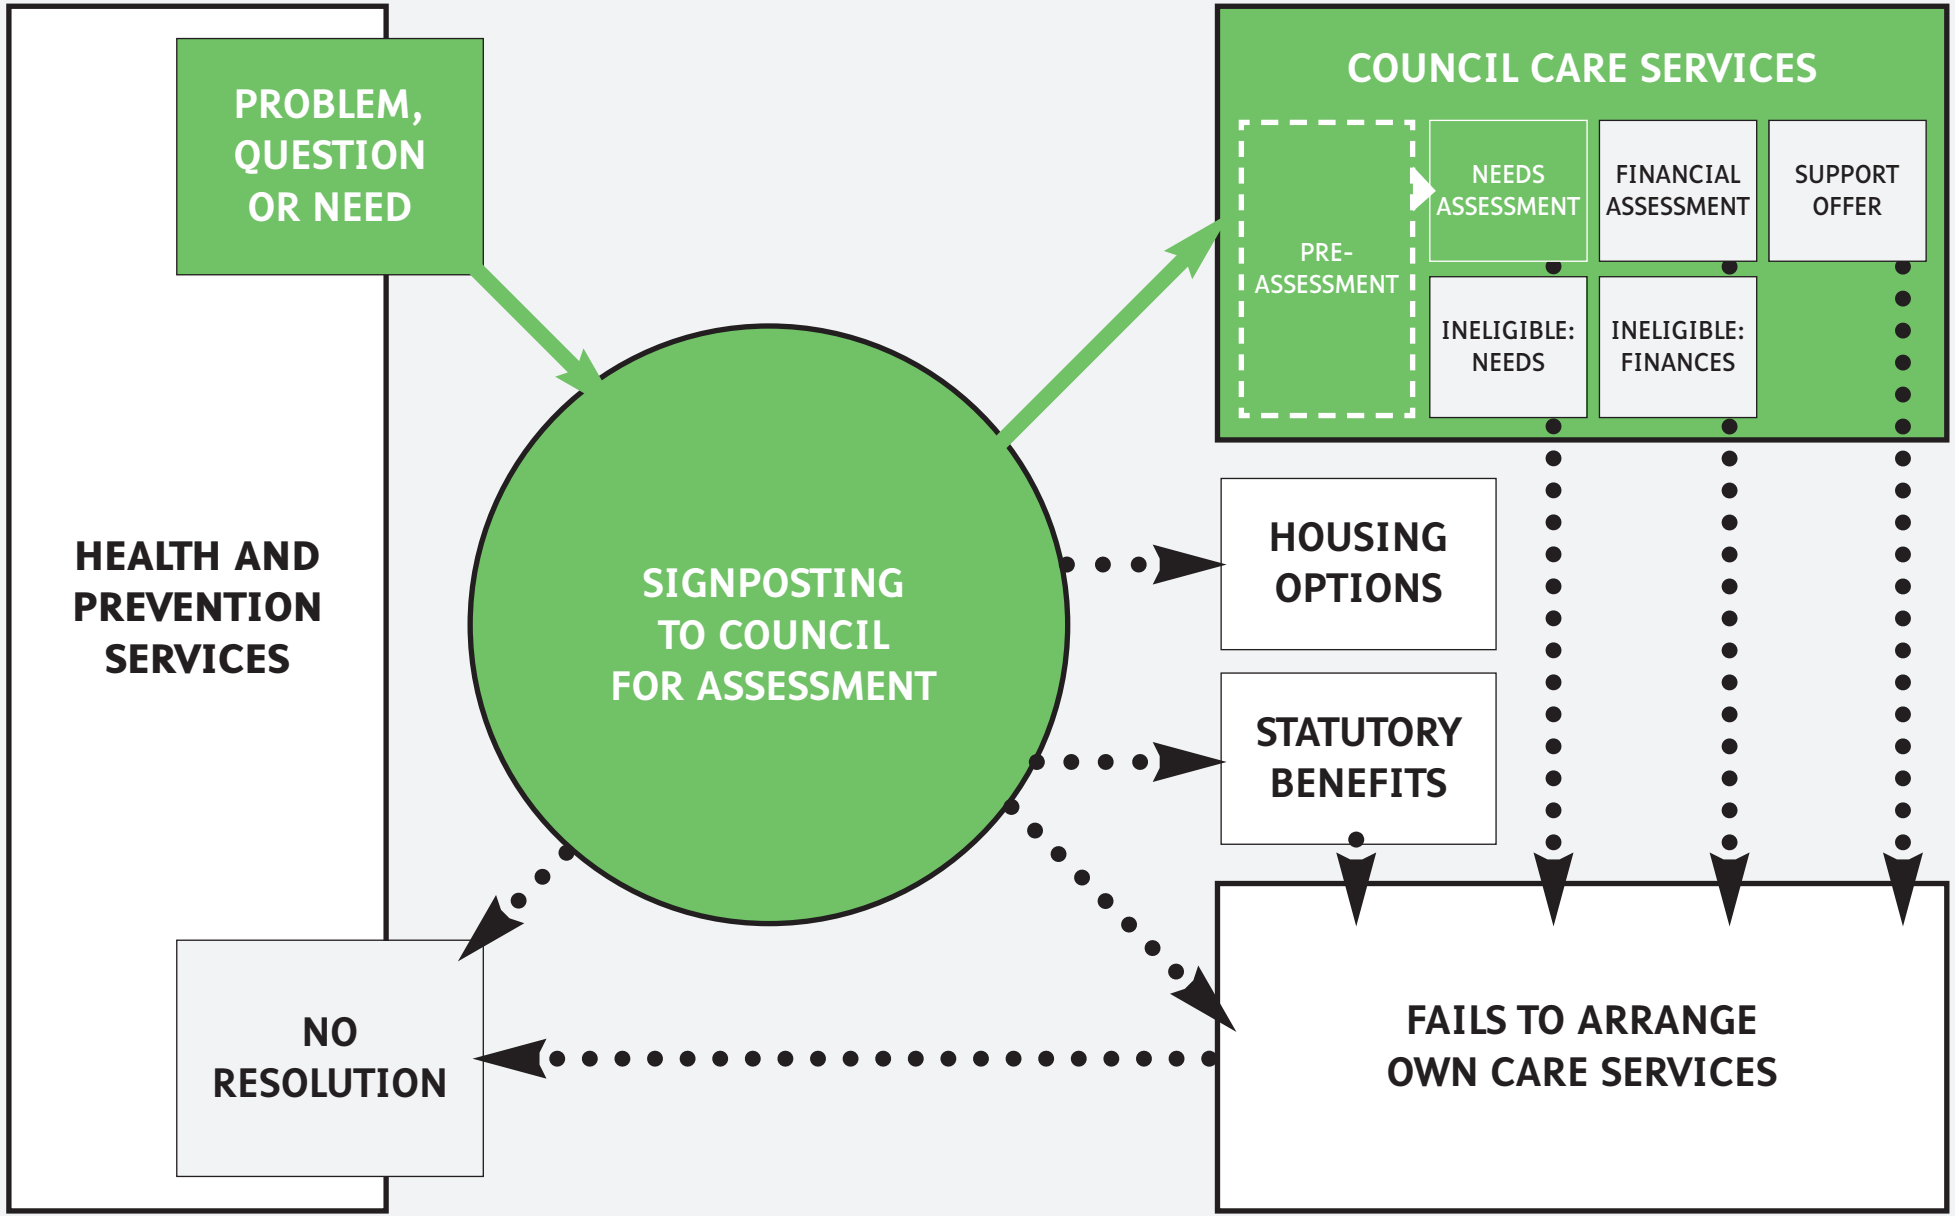 PROBLEM,
QUESTION
OR NEED
HEALTH AND
PREVENTION
SERVICES
NO
RESOLUTION
SIGNPOSTING
TO COUNCIL
FOR ASSESSMENT
COUNCIL CARE SERVICES
PRE-
ASSESSMENT
NEEDS
ASSESSMENT
FINANCIAL
ASSESSMENT
SUPPORT
OFFER
INELIGIBLE:
NEEDS
INELIGIBLE:
FINANCES
HOUSING
OPTIONS
STATUTORY
BENEFITS
FAILS TO ARRANGE
OWN CARE SERVICES